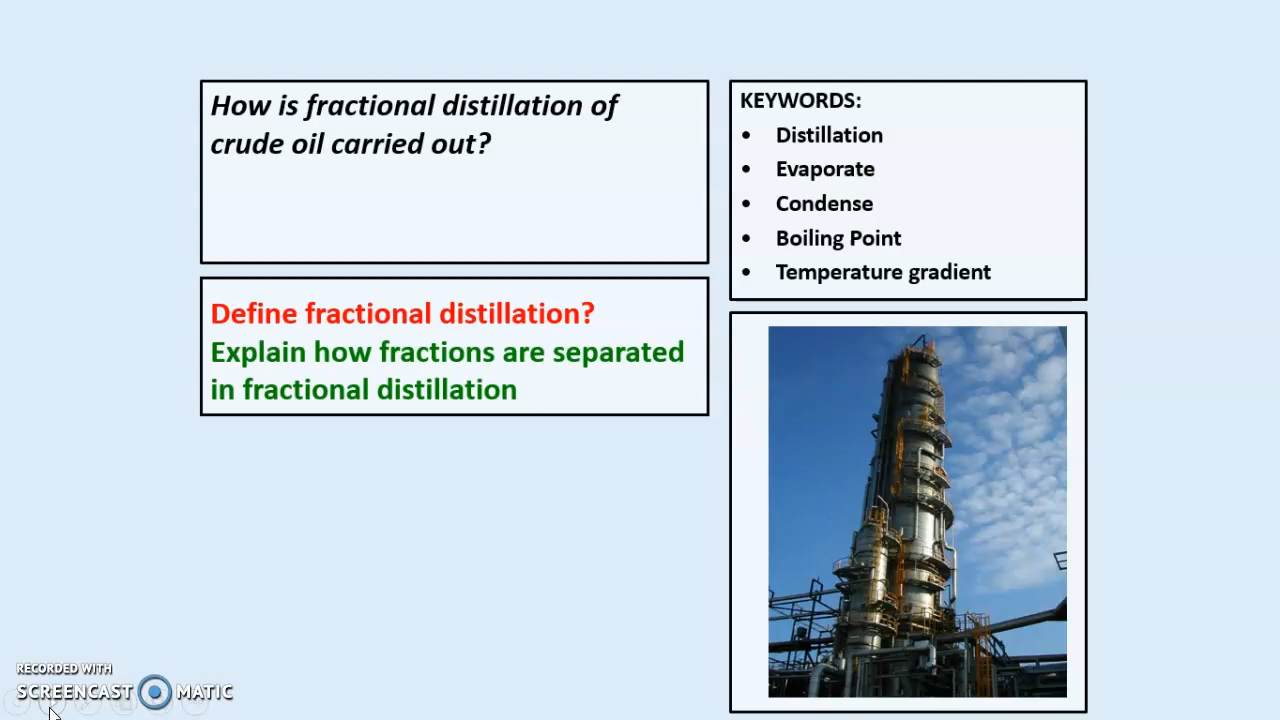 How is fractional distillation of
crude oil carried out?
Define fractional distillation?
Explain how fractions are separated
in fractional distillation
KEYWORDS:
• Distillation
• Evaporate
• Condense
• Boiling Point
• Temperature gradient
RECORDED WITH
SCREENCAST MATIC